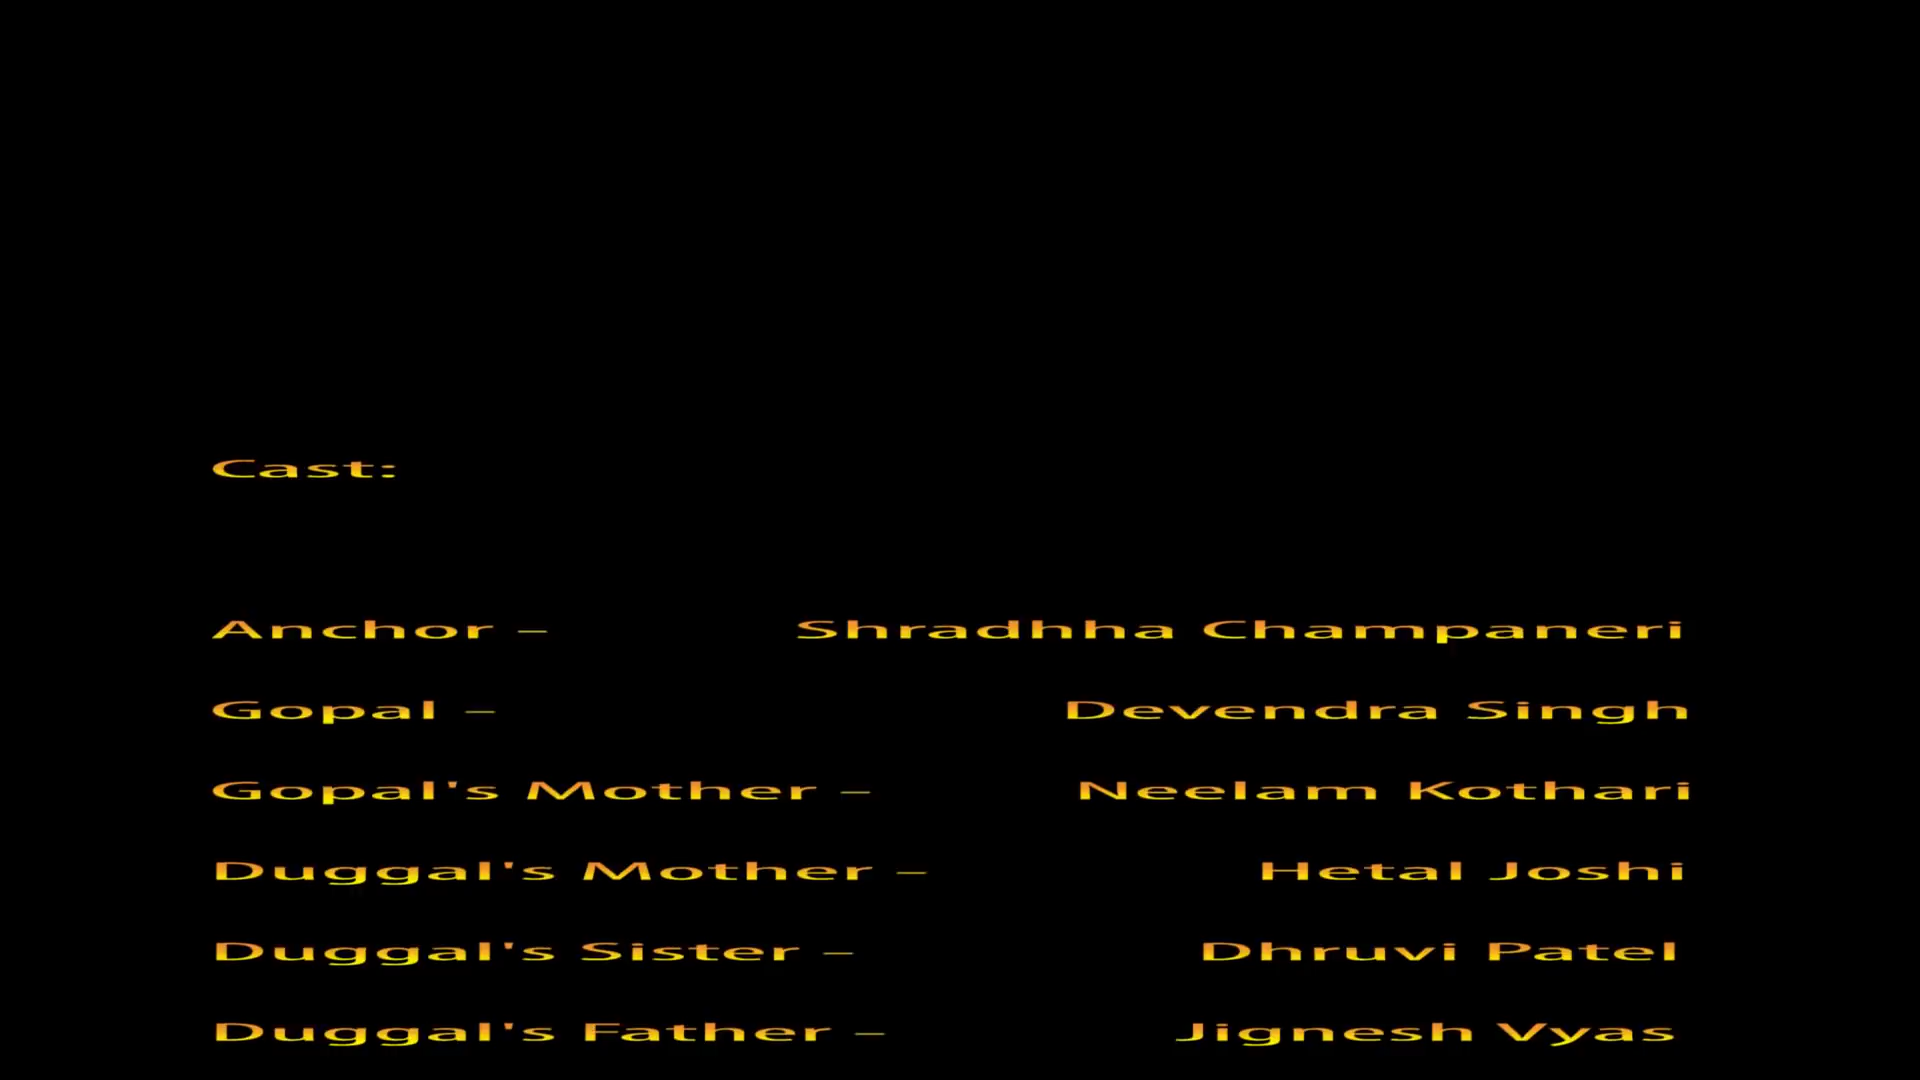 Cast:
Anchor – Shradhha Champaneri
Gopal – Devendra Singh
Gopal's Mother – Neelam Kothari
Duggal's Mother – Hetal Joshi
Duggal's Sister – Dhruvi Patel
Duggal's Father – Jignesh Vyas